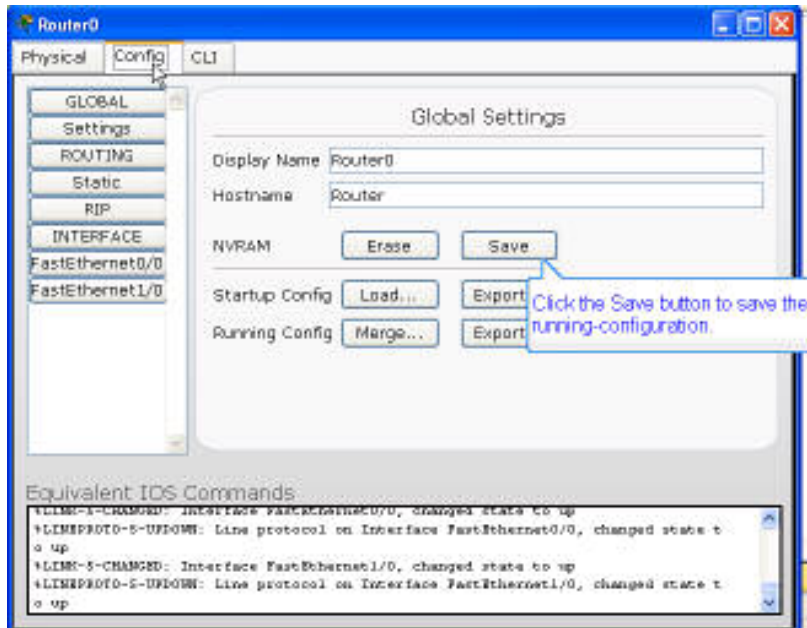 Router0
Physical Config CLI
GLOBAL
Settings
ROUTING
Static
RIP
INTERFACE
FastEthernet0/0
FastEthernet1/0
Global Settings
Display Name Router0
Hostname Router
NVRAM Erase Save
Startup Config Load... Export
Running Config Merge... Export
Click the Save button to save the
running-configuration.
Equivalent IOS Commands
%LINK-5-CHANGED: Interface FastEthernet0/0, changed state to up
%LINEPROTO-5-UPDOWN: Line protocol on Interface FastEthernet0/0, changed state t
o up
%LINK-5-CHANGED: Interface FastEthernet1/0, changed state to up
%LINEPROTO-5-UPDOWN: Line protocol on Interface FastEthernet1/0, changed state t
o up